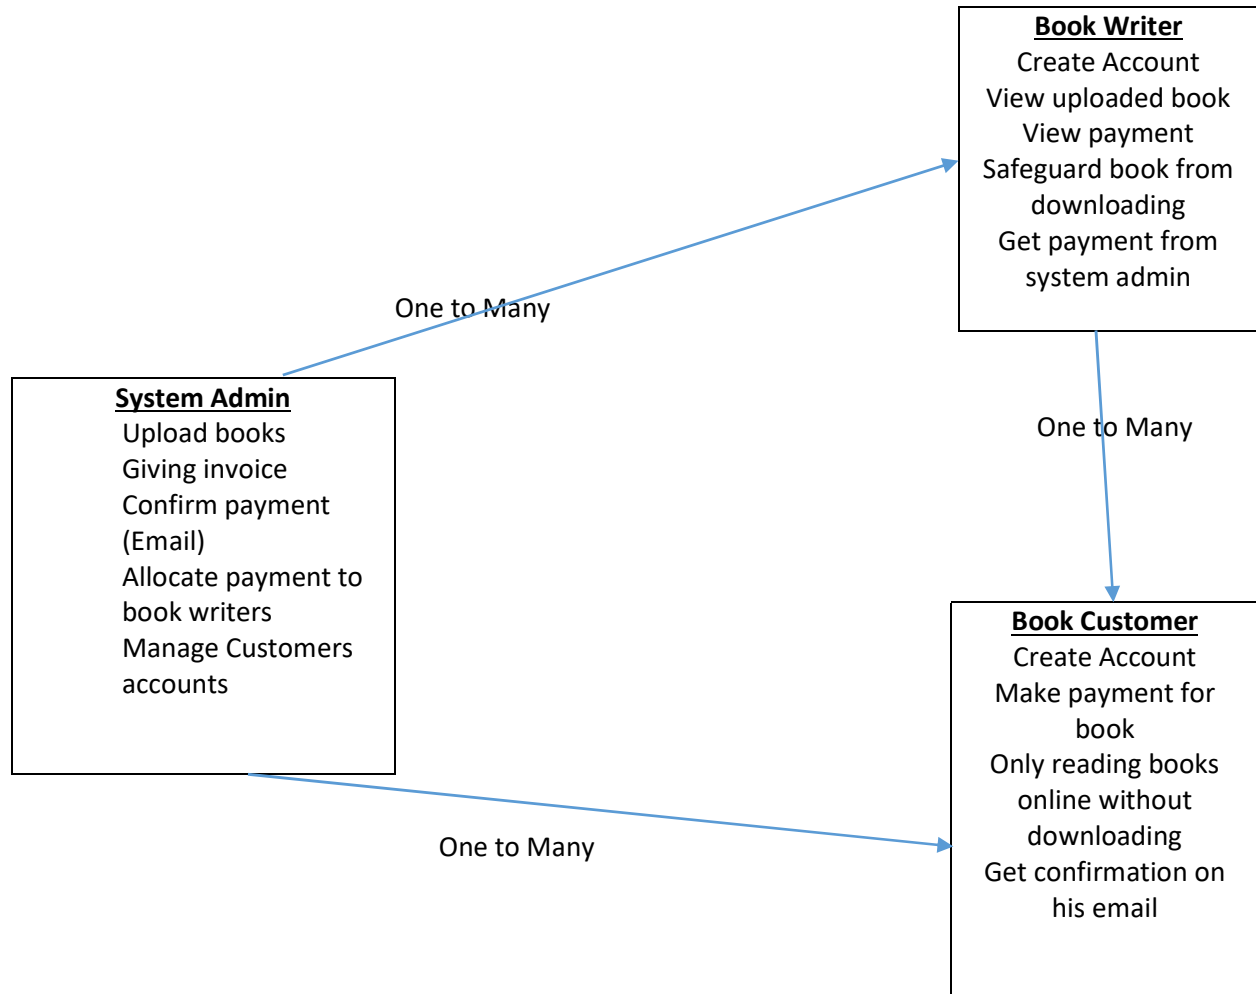 Book Writer
Create Account
View uploaded book
View payment
Safeguard book from
downloading
Get payment from
system admin
One to Many
System Admin
Upload books
Giving invoice
Confirm payment
(Email)
Allocate payment to
book writers
Manage Customers
accounts
One to Many
Book Customer
Create Account
Make payment for
book
Only reading books
online without
downloading
Get confirmation on
his email
One to Many